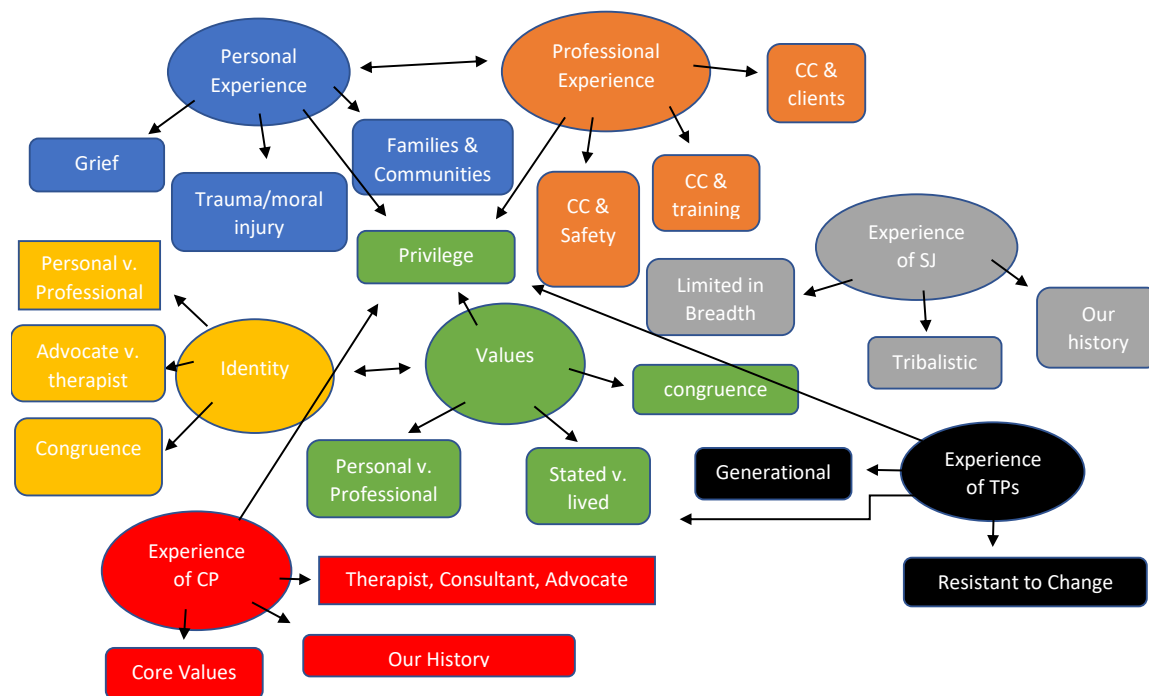 Personal
Experience
Professional
Experience
CC &
clients
Grief
Families &
Communities
Trauma/moral
injury
CC &
Safety
CC &
training
Privilege
Experience
of SJ
Personal v.
Professional
Limited in
Breadth
Our
history
Advocate v.
therapist
Identity
Values
Tribalistic
congruence
Congruence
Personal v.
Professional
Stated v.
lived
Generational
Experience
of TPs
Experience
of CP
Therapist, Consultant, Advocate
Resistant to Change
Core Values
Our History